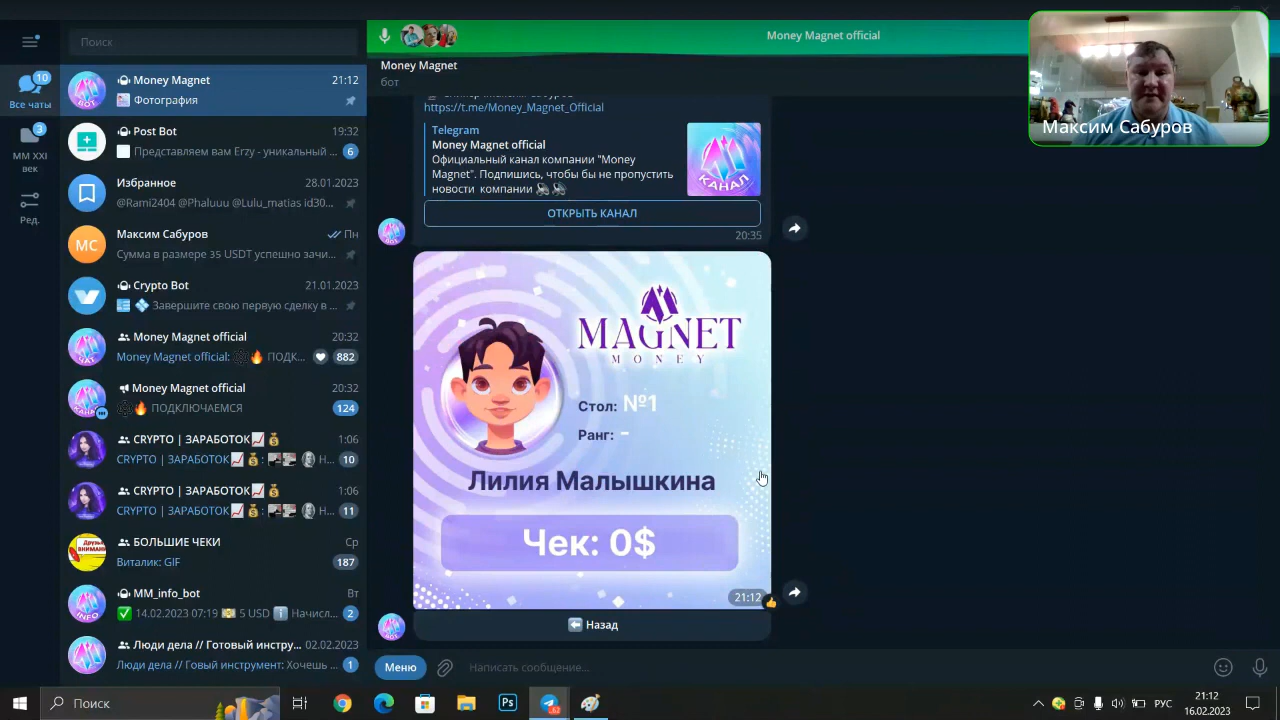 Поиск
10
Все чаты
3
MM XXI
век
Ред.
Money Magnet 21:12
Фотография
Post Bot 19:32
Представляем вам Erzy - уникальный ... 6
Избранное 28.01.2023
@Rami2404 @Phaluuu @Lulu_matias id30...
МС
Максим Сабуров Пн
Сумма в размере 35 USDT успешно зачи...
Crypto Bot 21.01.2023
Завершите свою первую сделку в ...
Money Magnet official 20:32
Money Magnet official: ПОДК... 882
Money Magnet official 20:32
ПОДКЛЮЧАЕМСЯ 124
CRYPTO | ЗАРАБОТОК 1:06
CRYPTO | ЗАРАБОТОК : Н... 10
CRYPTO | ЗАРАБОТОК 1:06
CRYPTO | ЗАРАБОТОК : Н... 11
БОЛЬШИЕ ЧЕКИ Ср
Виталик: GIF 187
MM_info_bot Вт
14.02.2023 07:19 5 USD Начисл... 2
Люди дела // Готовый инстру... 02.02.2023
Люди дела // Говый инструмент: Хочешь ... 1
Money Magnet official
Money Magnet
бот
https://t.me/Money_Magnet_Official
Telegram
Money Magnet official
Официальный канал компании "Money
Magnet". Подпишись, чтобы бы не пропустить
новости компании
КАНАЛ
ОТКРЫТЬ КАНАЛ
20:35
MAGNET
MONEY
Стол: №1
Ранг: -
Лилия Малышкина
Чек: 0$
21:12
Назад
Меню
Написать сообщение...
Максим Сабуров
Поиск
Ps
62
РУС
21:12
16.02.2023